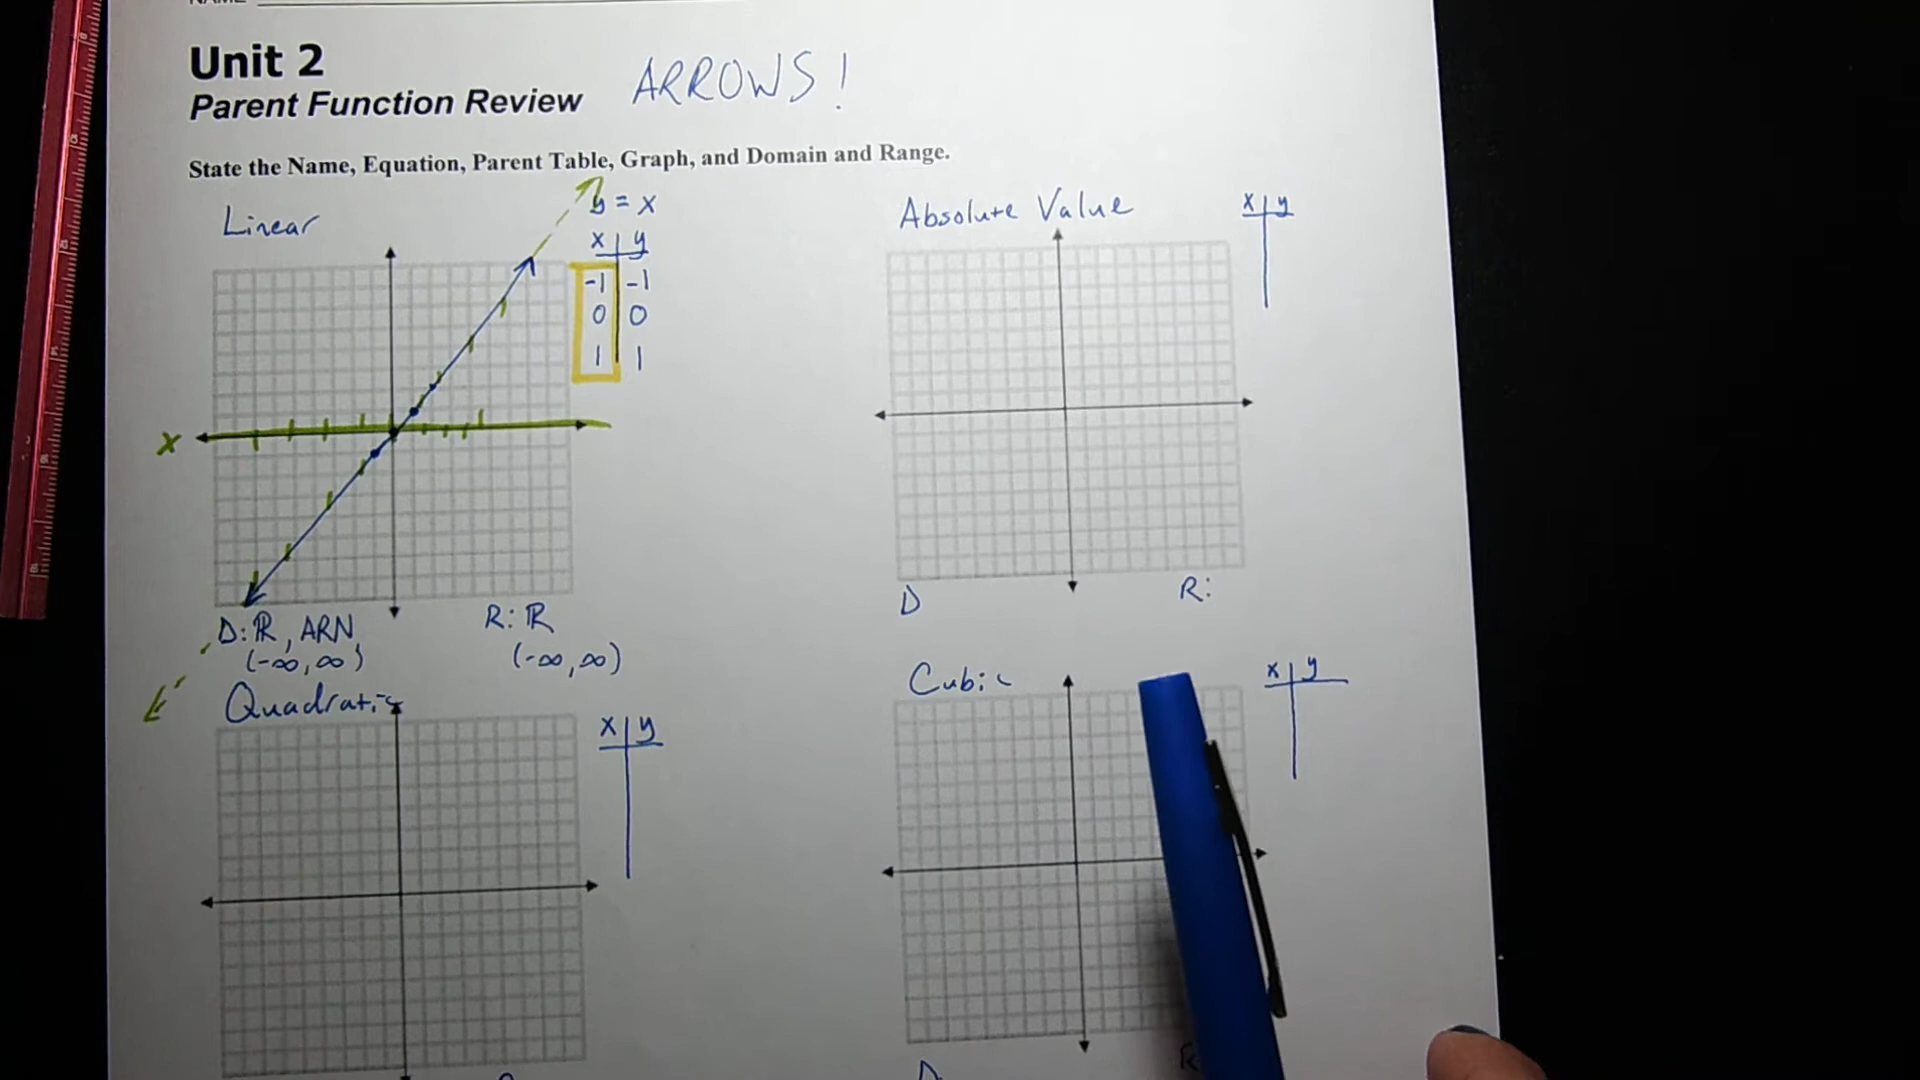 NAME
Unit 2
Parent Function Review
ARROWS!
State the Name, Equation, Parent Table, Graph, and Domain and Range.
Linear
y = x
x y
-1 -1
0 0
1 1
x
D: ℝ, ARN
(-∞, ∞)
R: ℝ
(-∞, ∞)
Absolute Value
x y
D
R:
Quadratic
x y
Cubic
x y
D